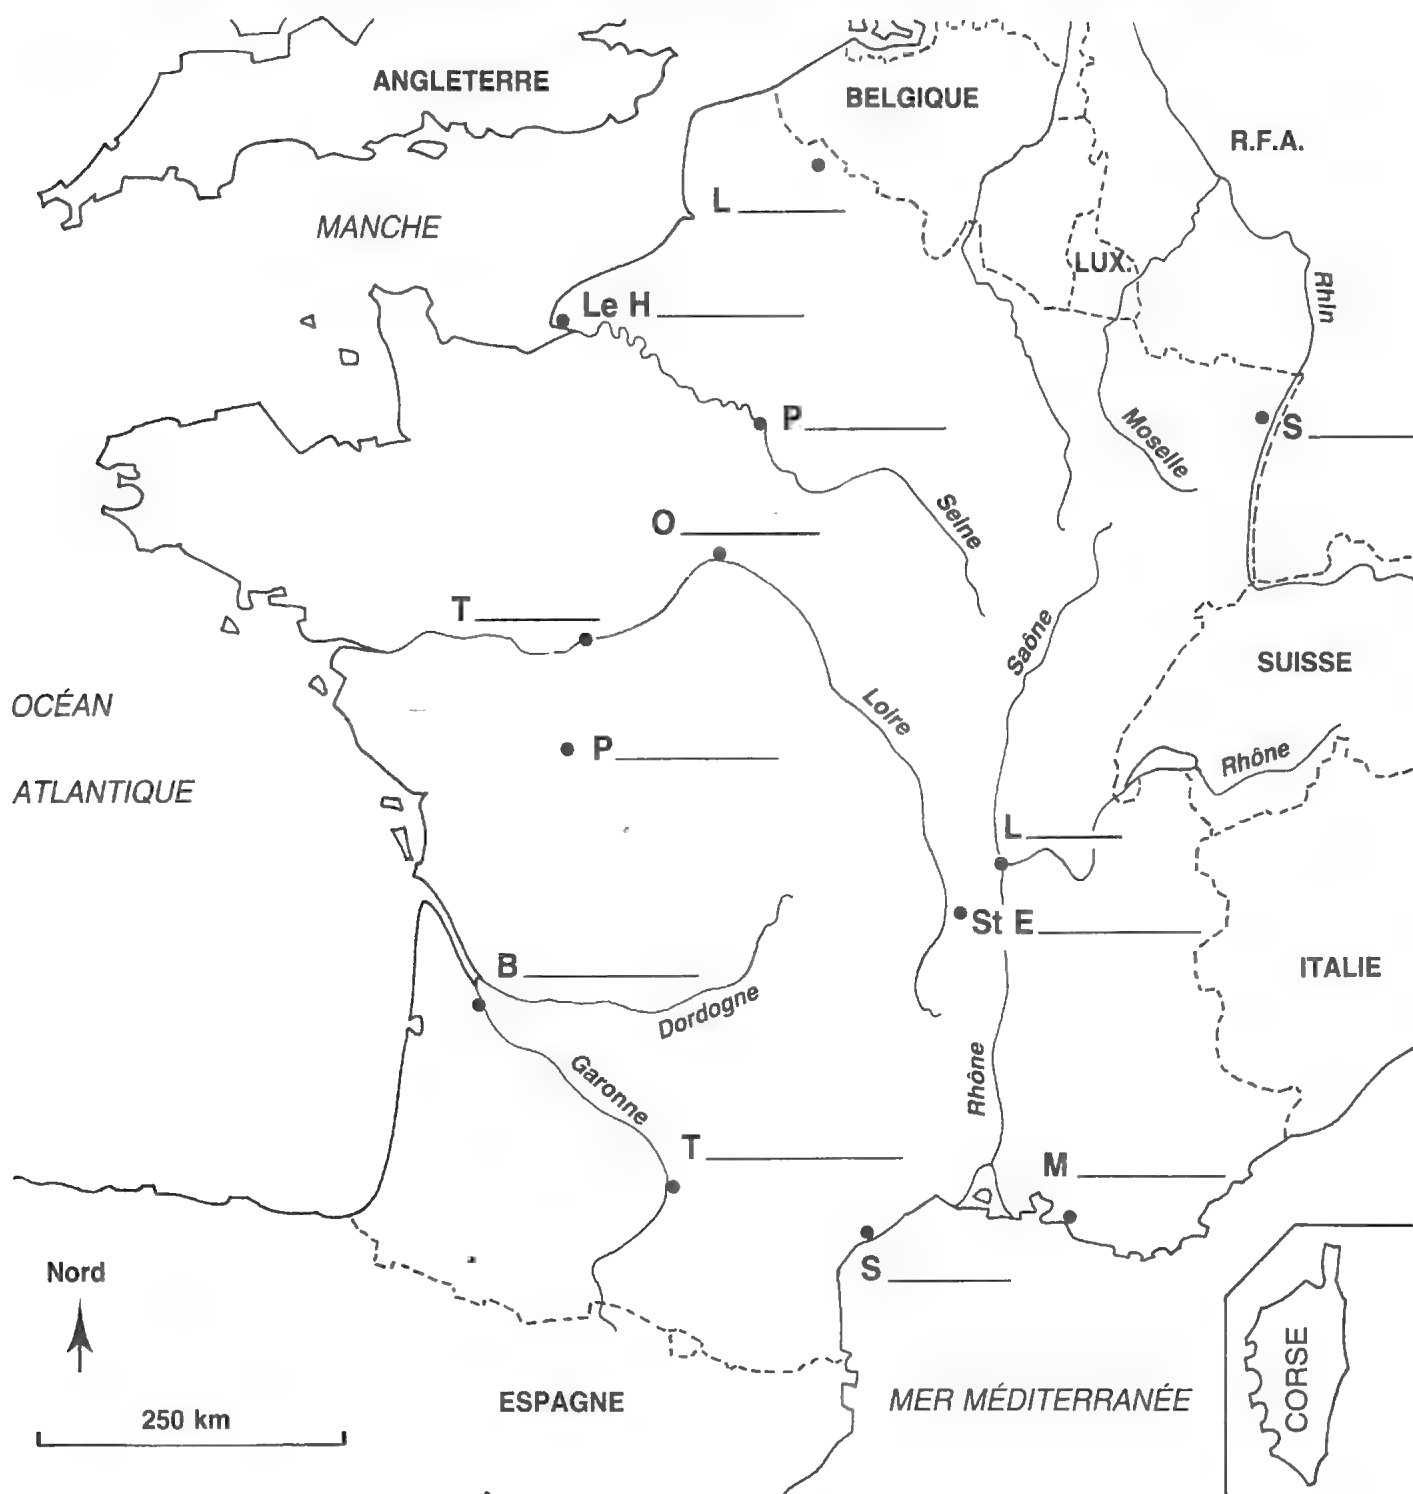 ANGLETERRE
BELGIQUE
R.F.A.
L
MANCHE
LUX.
Rhin
Le H
P
S
Moselle
Seine
O
T
Saône
SUISSE
OCÉAN
Loire
P
Rhône
ATLANTIQUE
L
St E
B
ITALIE
Dordogne
Garonne
Rhône
T
M
S
Nord
CORSE
250 km
ESPAGNE
MER MÉDITERRANÉE